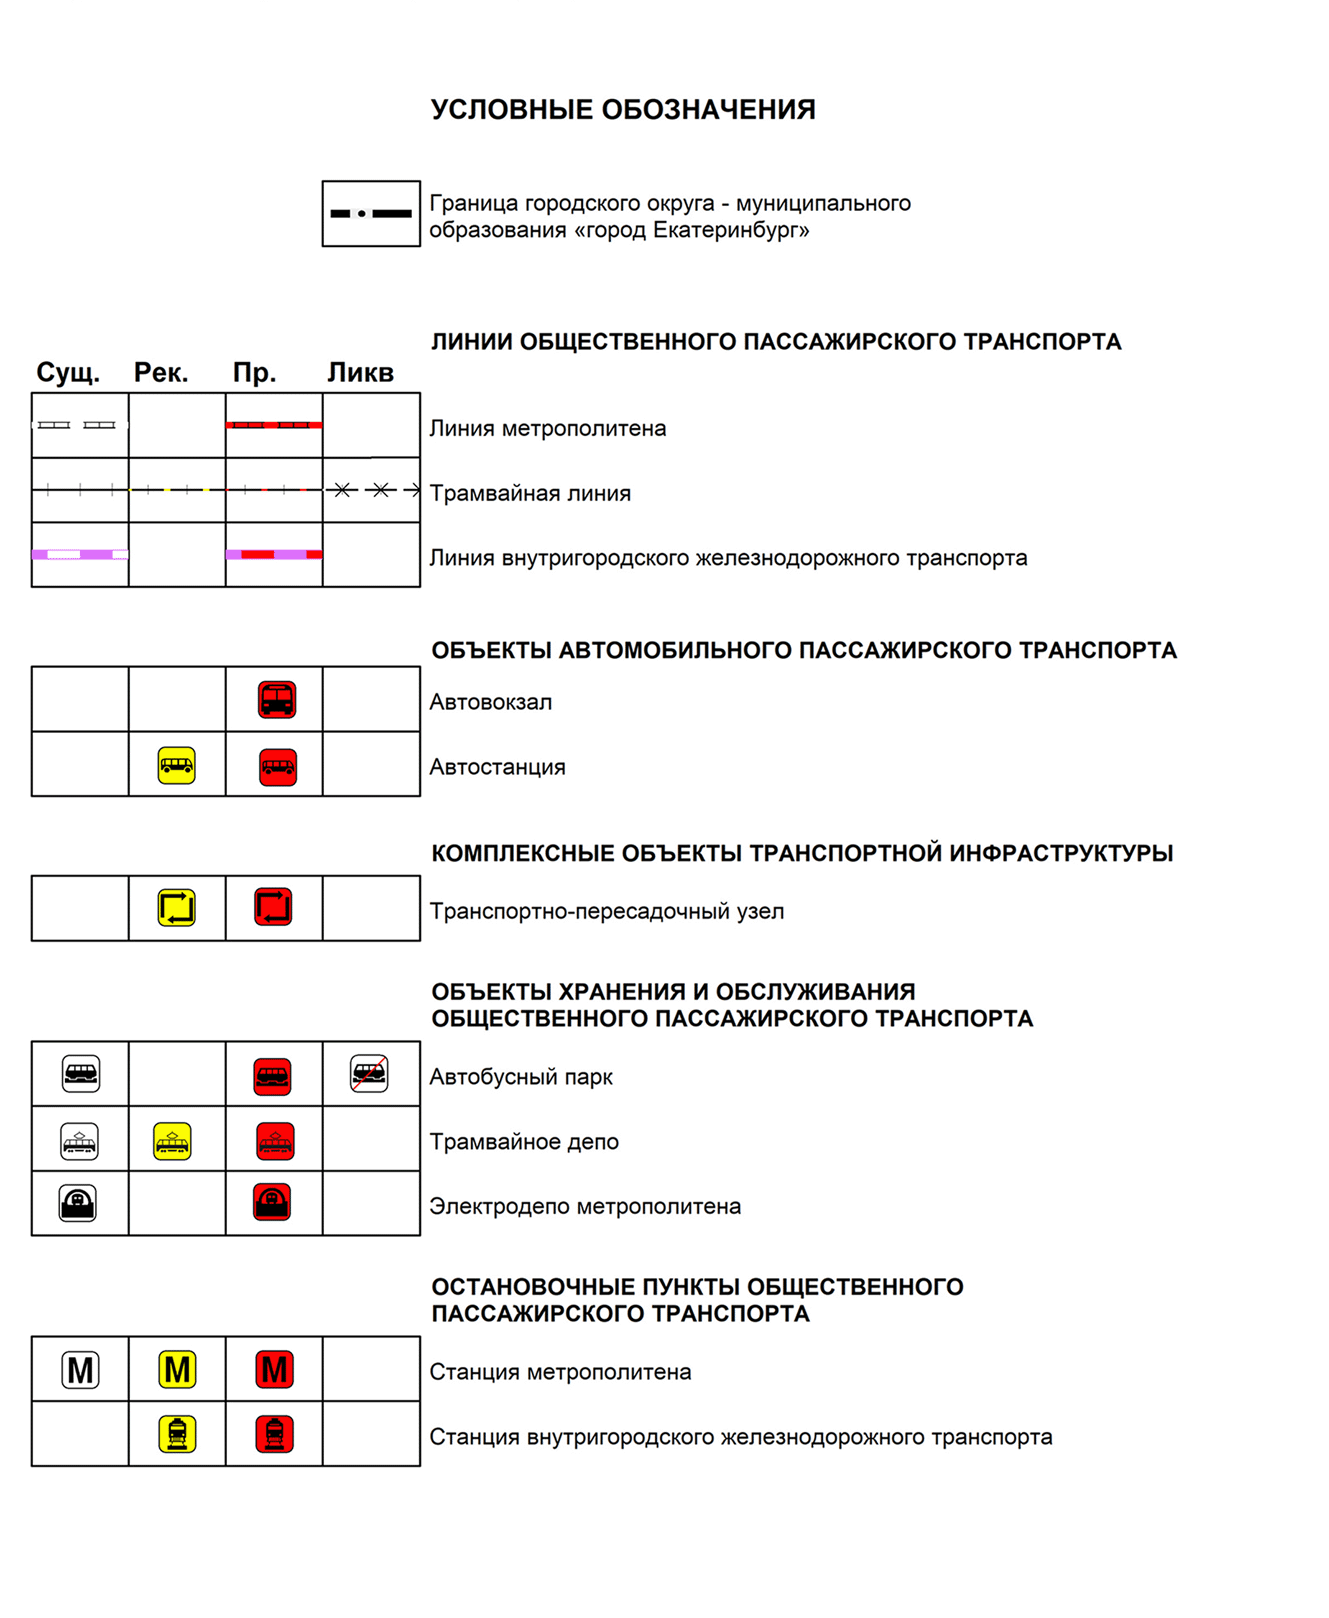 УСЛОВНЫЕ ОБОЗНАЧЕНИЯ
Граница городского округа - муниципального
образования «город Екатеринбург»
ЛИНИИ ОБЩЕСТВЕННОГО ПАССАЖИРСКОГО ТРАНСПОРТА
Сущ. Рек. Пр. Ликв
Линия метрополитена
Трамвайная линия
Линия внутригородского железнодорожного транспорта
ОБЪЕКТЫ АВТОМОБИЛЬНОГО ПАССАЖИРСКОГО ТРАНСПОРТА
Автовокзал
Автостанция
КОМПЛЕКСНЫЕ ОБЪЕКТЫ ТРАНСПОРТНОЙ ИНФРАСТРУКТУРЫ
Транспортно-пересадочный узел
ОБЪЕКТЫ ХРАНЕНИЯ И ОБСЛУЖИВАНИЯ
ОБЩЕСТВЕННОГО ПАССАЖИРСКОГО ТРАНСПОРТА
Автобусный парк
Трамвайное депо
Электродепо метрополитена
ОСТАНОВОЧНЫЕ ПУНКТЫ ОБЩЕСТВЕННОГО
ПАССАЖИРСКОГО ТРАНСПОРТА
М М М Станция метрополитена
Станция внутригородского железнодорожного транспорта